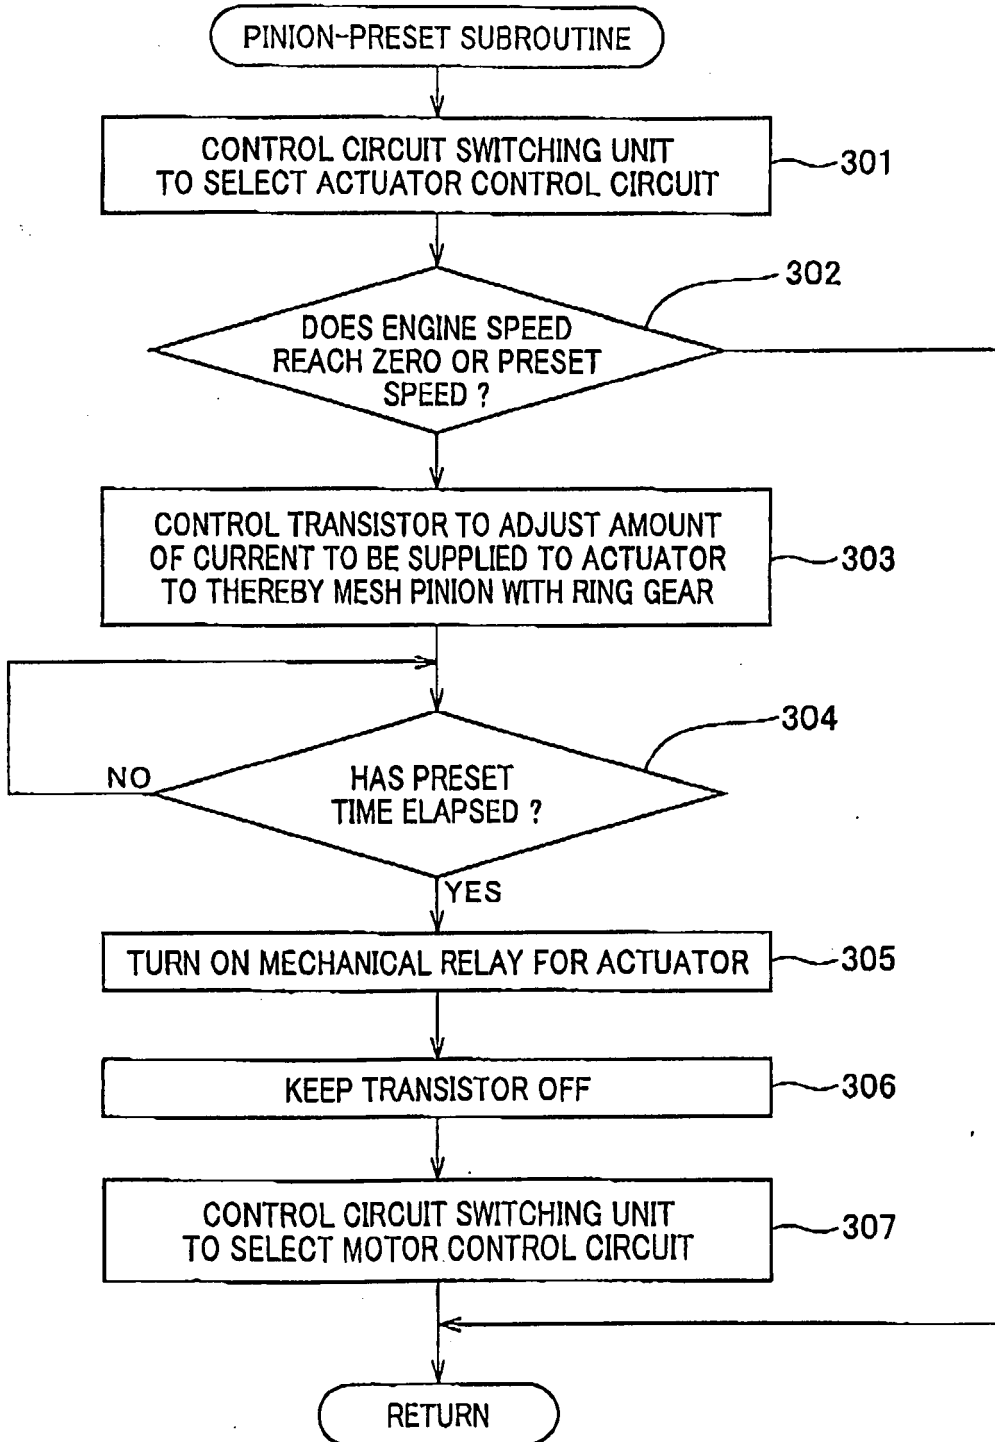 PINION-PRESET SUBROUTINE
CONTROL CIRCUIT SWITCHING UNIT
TO SELECT ACTUATOR CONTROL CIRCUIT
301
302
DOES ENGINE SPEED
REACH ZERO OR PRESET
SPEED ?
CONTROL TRANSISTOR TO ADJUST AMOUNT
OF CURRENT TO BE SUPPLIED TO ACTUATOR
TO THEREBY MESH PINION WITH RING GEAR
303
304
NO
HAS PRESET
TIME ELAPSED ?
YES
TURN ON MECHANICAL RELAY FOR ACTUATOR
305
KEEP TRANSISTOR OFF
306
CONTROL CIRCUIT SWITCHING UNIT
TO SELECT MOTOR CONTROL CIRCUIT
307
RETURN